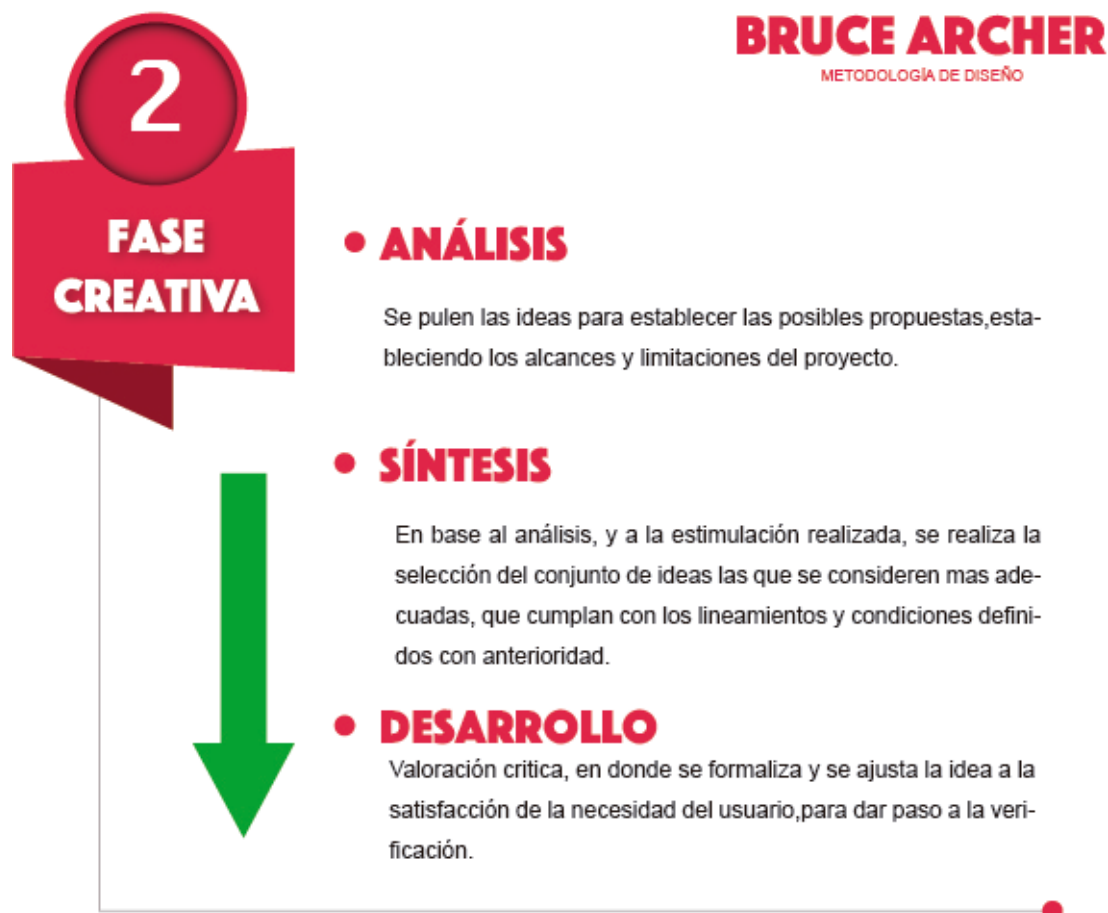 2
BRUCE ARCHER
METODOLOGÍA DE DISEÑO
FASE
CREATIVA
ANÁLISIS
Se pulen las ideas para establecer las posibles propuestas,esta-
bleciendo los alcances y limitaciones del proyecto.
SÍNTESIS
En base al análisis, y a la estimulación realizada, se realiza la
selección del conjunto de ideas las que se consideren mas ade-
cuadas, que cumplan con los lineamientos y condiciones defini-
dos con anterioridad.
DESARROLLO
Valoración critica, en donde se formaliza y se ajusta la idea a la
satisfacción de la necesidad del usuario,para dar paso a la veri-
ficación.